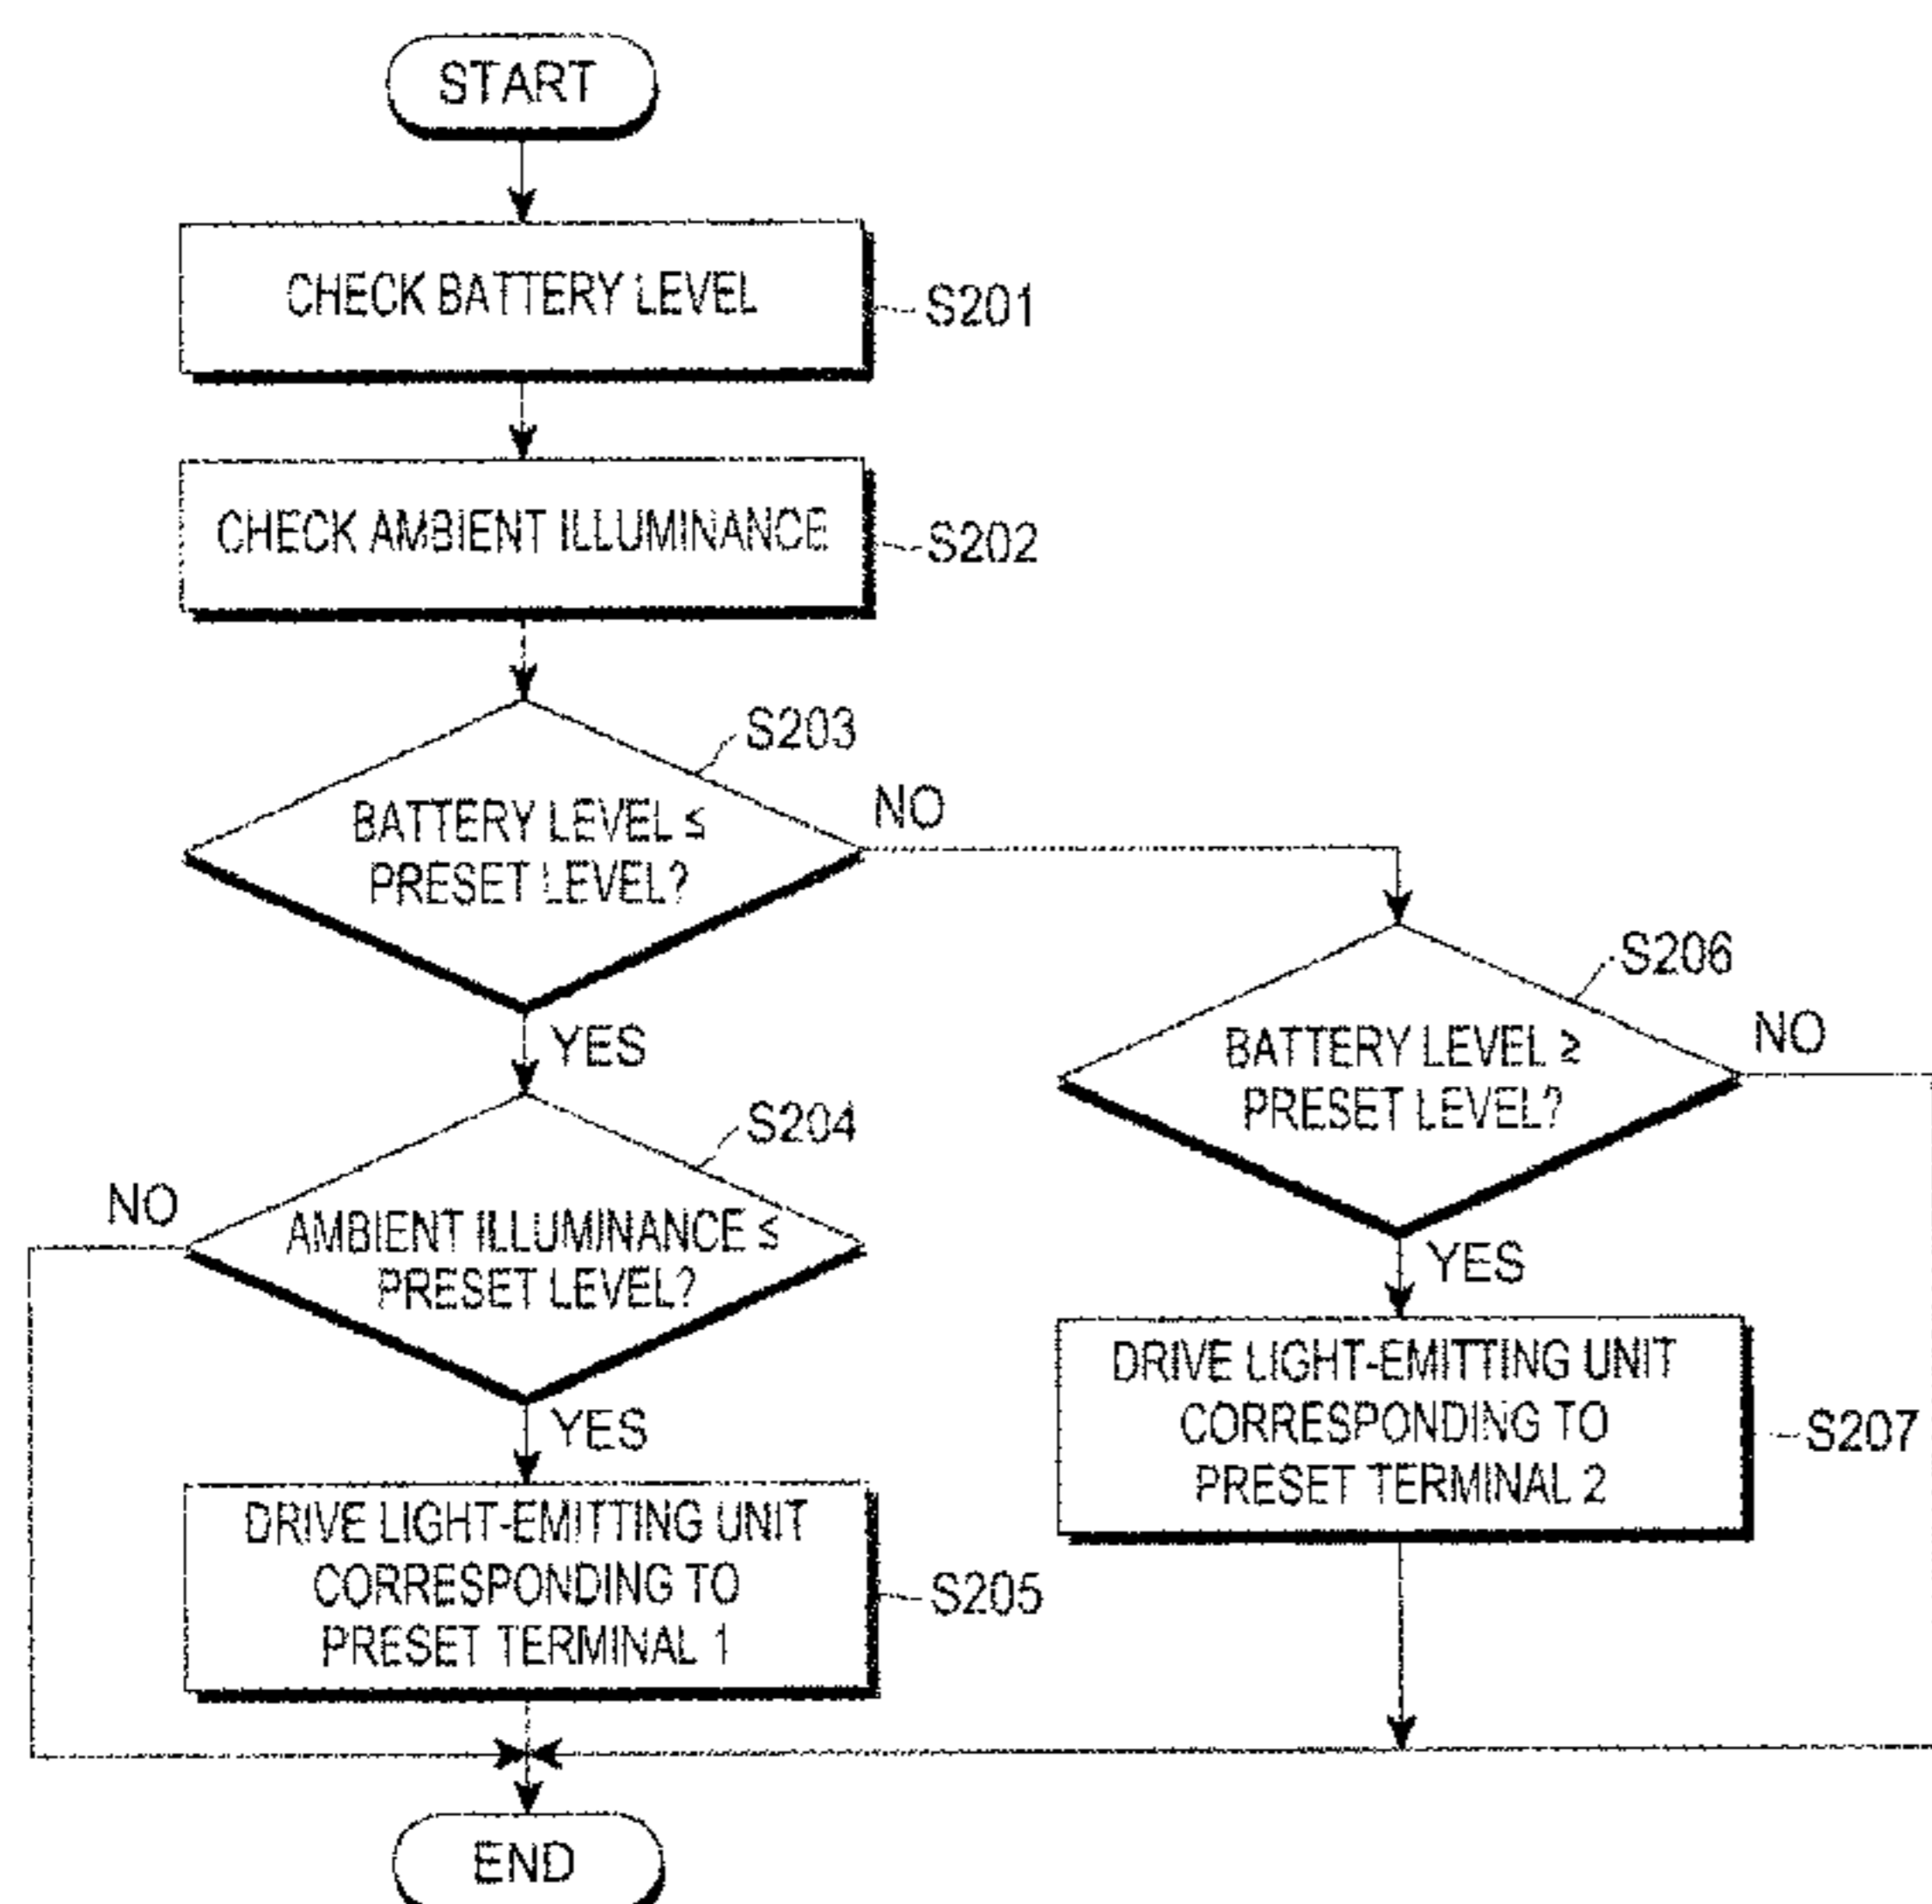 START
CHECK BATTERY LEVEL
S201
CHECK AMBIENT ILLUMINANCE
S202
S203
BATTERY LEVEL ≤
PRESET LEVEL?
NO
YES
S204
NO
AMBIENT ILLUMINANCE ≤
PRESET LEVEL?
YES
DRIVE LIGHT-EMITTING UNIT
CORRESPONDING TO
PRESET TERMINAL 1
S205
S206
BATTERY LEVEL ≥
PRESET LEVEL?
NO
YES
DRIVE LIGHT-EMITTING UNIT
CORRESPONDING TO
PRESET TERMINAL 2
S207
END